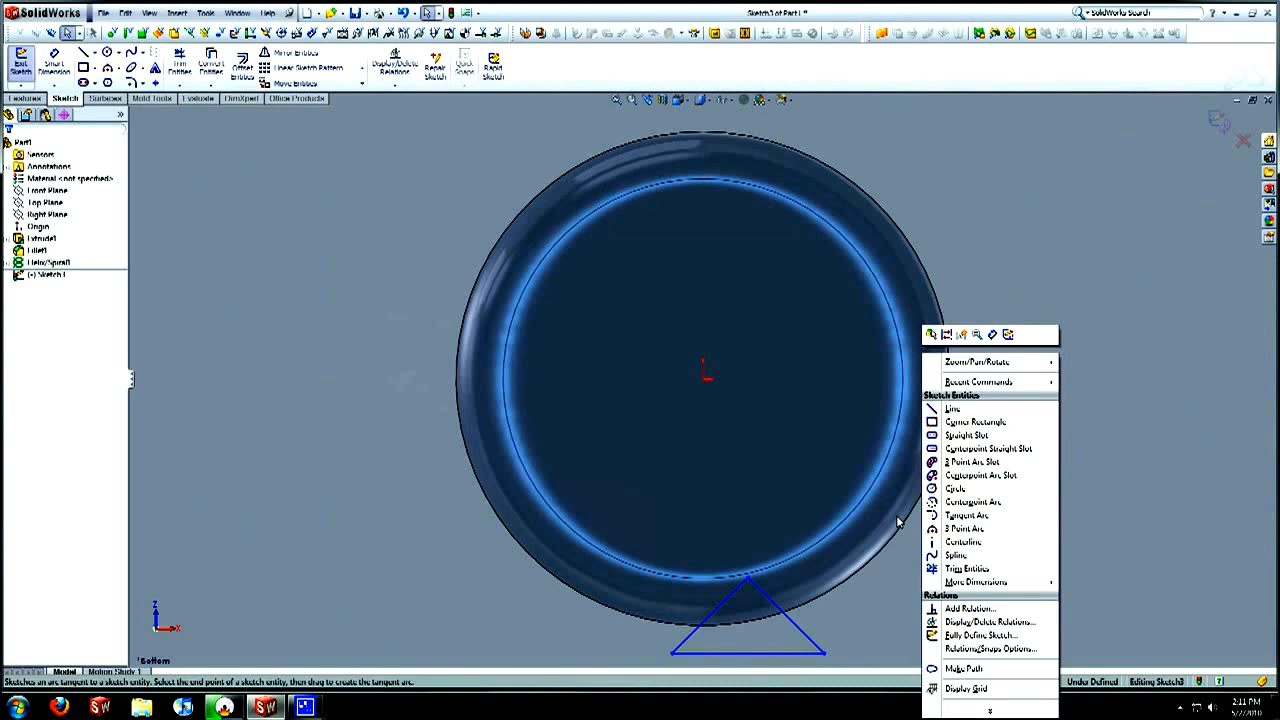 SolidWorks File Edit View Insert Tools Window Help Sketch3 of Part1 * SolidWorks Search
Exit Sketch Smart Dimension Trim Entities Convert Entities Offset Entities Mirror Entities Linear Sketch Pattern Move Entities Display/Delete Relations Repair Sketch Quick Snaps Rapid Sketch
Features Sketch Surfaces Mold Tools Evaluate DimXpert Office Products
Part1
Sensors
Annotations
Material <not specified>
Front Plane
Top Plane
Right Plane
Origin
Extrude1
Fillet1
Helix/Spiral1
Zoom/Pan/Rotate
Recent Commands
Sketch Entities
Line
Corner Rectangle
Straight Slot
Centerpoint Straight Slot
3 Point Arc Slot
Centerpoint Arc Slot
Circle
Centerpoint Arc
Tangent Arc
3 Point Arc
Centerline
Spline
Trim Entities
More Dimensions
Relations
Add Relation...
Display/Delete Relations...
Fully Define Sketch...
Relations/Snaps Options...
Make Path
Display Grid
Z
X
*Bottom
Model Motion Study 1
Sketches an arc tangent to a sketch entity. Select the end point of a sketch entity, then drag to create the tangent arc. Under Defined Editing Sketch3
2:11 PM
5/2/2010